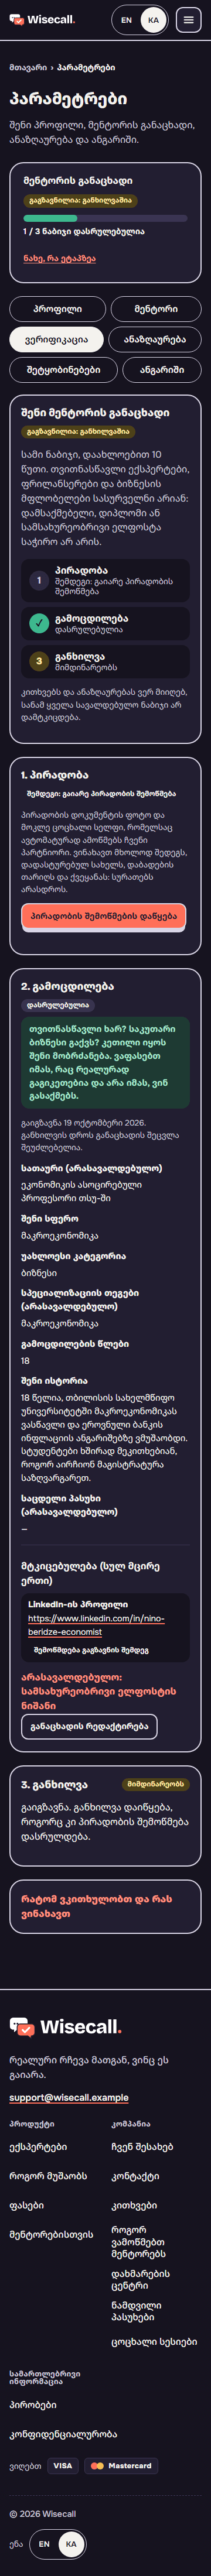 Wisecall.
EN
KA
მთავარი › პარამეტრები
პარამეტრები
შენი პროფილი, მენტორის განაცხადი,
ანაზღაურება და ანგარიში.
მენტორის განაცხადი
გაგზავნილია: განხილვაშია
1 / 3 ნაბიჯი დასრულებულია
ნახე, რა ეტაპზეა
პროფილი
მენტორი
ვერიფიკაცია
ანაზღაურება
შეტყობინებები
ანგარიში
შენი მენტორის განაცხადი
გაგზავნილია: განხილვაშია
სამი ნაბიჯი, დაახლოებით 10
წუთი. თვითნასწავლი ექსპერტები,
ფრილანსერები და ბიზნესის
მფლობელები სასურველნი არიან:
დამსაქმებელი, დიპლომი ან
სამსახურეობრივი ელფოსტა
საჭირო არ არის.
1
პირადობა
შემდეგი: გაიარე პირადობის
შემოწმება
✓
გამოცდილება
დასრულებულია
3
განხილვა
მიმდინარეობს
კითხვებს და ანაზღაურებას ვერ მიიღებ,
სანამ ყველა სავალდებულო ნაბიჯი არ
დამტკიცდება.
1. პირადობა
შემდეგი: გაიარე პირადობის შემოწმება
პირადობის დოკუმენტის ფოტო და
მოკლე ცოცხალი სელფი, რომელსაც
ავტომატურად ამოწმებს ჩვენი
პარტნიორი. ვინახავთ მხოლოდ შედეგს,
დადასტურებულ სახელს, დაბადების
თარიღს და ქვეყანას: სურათებს
არასდროს.
პირადობის შემოწმების დაწყება
2. გამოცდილება
დასრულებულია
თვითნასწავლი ხარ? საკუთარი
ბიზნესი გაქვს? კეთილი იყოს
შენი მობრძანება. ვაფასებთ
იმას, რაც რეალურად
გაგიკეთებია და არა იმას, ვინ
გასაქმებს.
გაიგზავნა 19 ოქტომბერი 2026.
განხილვის დროს განაცხადის შეცვლა
შეუძლებელია.
სათაური (არასავალდებულო)
ეკონომიკის ასოცირებული
პროფესორი თსუ-ში
შენი სფერო
მაკროეკონომიკა
უახლოესი კატეგორია
ბიზნესი
სპეციალიზაციის თეგები
(არასავალდებულო)
მაკროეკონომიკა
გამოცდილების წლები
18
შენი ისტორია
18 წელია, თბილისის სახელმწიფო
უნივერსიტეტში მაკროეკონომიკას
ვასწავლი და ეროვნული ბანკის
ინფლაციის ანგარიშებზე ვმუშაობდი.
სტუდენტები ხშირად მეკითხებიან,
როგორ აირჩიონ მაგისტრატურა
საზღვარგარეთ.
საცდელი პასუხი
(არასავალდებულო)
–
მტკიცებულება (სულ მცირე
ერთი)
LinkedIn-ის პროფილი
https://www.linkedin.com/in/nino-
beridze-economist
შემოწმდება გაგზავნის შემდეგ
არასავალდებულო:
სამსახურეობრივი ელფოსტის
ნიშანი
განაცხადის რედაქტირება
3. განხილვა
მიმდინარეობს
გაიგზავნა. განხილვა დაიწყება,
როგორც კი პირადობის შემოწმება
დასრულდება.
რატომ ვკითხულობთ და რას
ვინახავთ
Wisecall.
რეალური რჩევა მათგან, ვინც ეს
გაიარა.
support@wisecall.example
პროდუქტი
კომპანია
ექსპერტები
ჩვენ შესახებ
როგორ მუშაობს
კონტაქტი
ფასები
კითხვები
მენტორებისთვის
როგორ
ვამოწმებთ
მენტორებს
დახმარების
ცენტრი
ნამდვილი
პასუხები
ცოცხალი სესიები
სამართლებრივი
ინფორმაცია
პირობები
კონფიდენციალურობა
ვიღებთ
VISA
Mastercard
© 2026 Wisecall
ენა
EN
KA